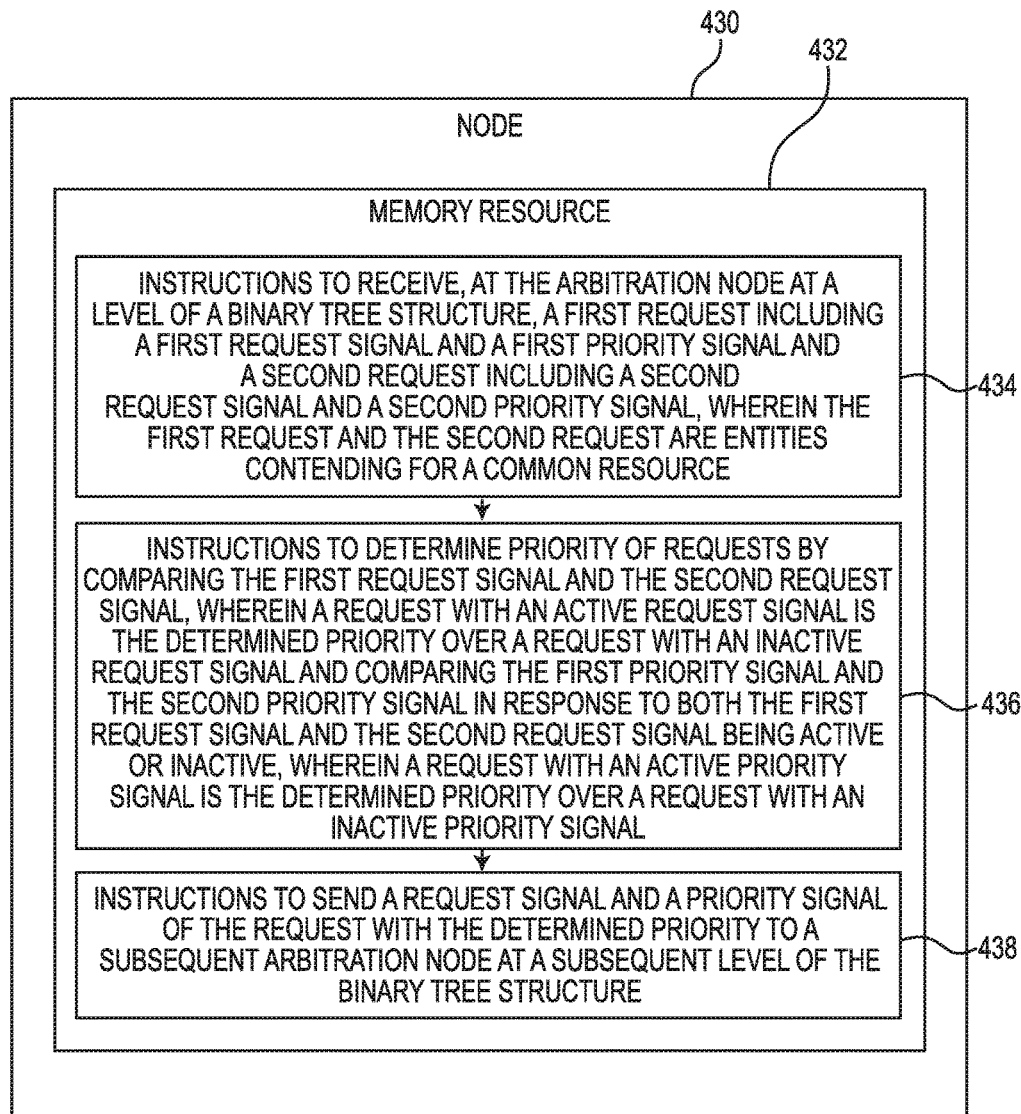 430
432
NODE
MEMORY RESOURCE
INSTRUCTIONS TO RECEIVE, AT THE ARBITRATION NODE AT A
LEVEL OF A BINARY TREE STRUCTURE, A FIRST REQUEST INCLUDING
A FIRST REQUEST SIGNAL AND A FIRST PRIORITY SIGNAL AND
A SECOND REQUEST INCLUDING A SECOND
REQUEST SIGNAL AND A SECOND PRIORITY SIGNAL, WHEREIN THE
FIRST REQUEST AND THE SECOND REQUEST ARE ENTITIES
CONTENDING FOR A COMMON RESOURCE
434
INSTRUCTIONS TO DETERMINE PRIORITY OF REQUESTS BY
COMPARING THE FIRST REQUEST SIGNAL AND THE SECOND REQUEST
SIGNAL, WHEREIN A REQUEST WITH AN ACTIVE REQUEST SIGNAL IS
THE DETERMINED PRIORITY OVER A REQUEST WITH AN INACTIVE
REQUEST SIGNAL AND COMPARING THE FIRST PRIORITY SIGNAL AND
THE SECOND PRIORITY SIGNAL IN RESPONSE TO BOTH THE FIRST
REQUEST SIGNAL AND THE SECOND REQUEST SIGNAL BEING ACTIVE
OR INACTIVE, WHEREIN A REQUEST WITH AN ACTIVE PRIORITY
SIGNAL IS THE DETERMINED PRIORITY OVER A REQUEST WITH AN
INACTIVE PRIORITY SIGNAL
436
INSTRUCTIONS TO SEND A REQUEST SIGNAL AND A PRIORITY SIGNAL
OF THE REQUEST WITH THE DETERMINED PRIORITY TO A
SUBSEQUENT ARBITRATION NODE AT A SUBSEQUENT LEVEL OF THE
BINARY TREE STRUCTURE
438